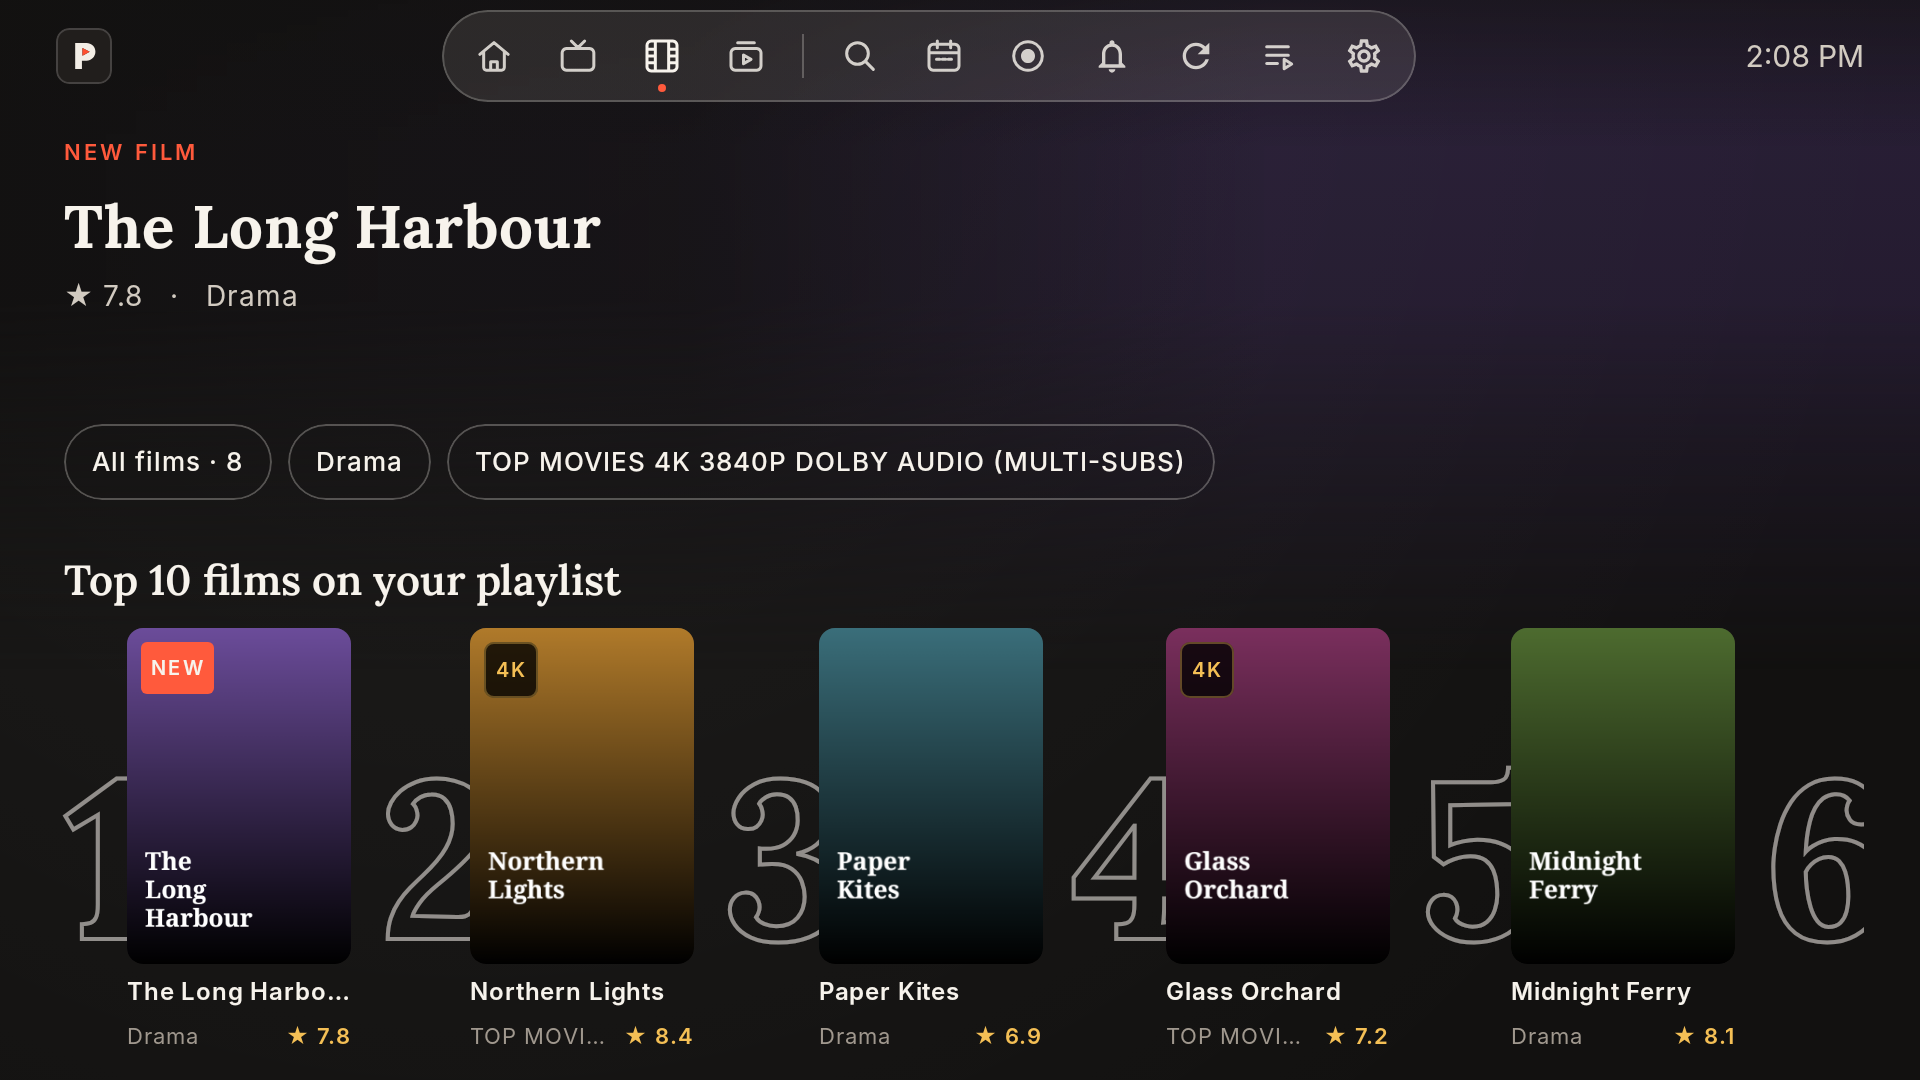 P
2:08 PM
NEW FILM
The Long Harbour
★ 7.8 · Drama
All films · 8
Drama
TOP MOVIES 4K 3840P DOLBY AUDIO (MULTI-SUBS)
Top 10 films on your playlist
1
NEW
The
Long
Harbour
The Long Harbo...
Drama ★ 7.8
2
4K
Northern
Lights
Northern Lights
TOP MOVI... ★ 8.4
3
Paper
Kites
Paper Kites
Drama ★ 6.9
4
4K
Glass
Orchard
Glass Orchard
TOP MOVI... ★ 7.2
5
Midnight
Ferry
Midnight Ferry
Drama ★ 8.1
6